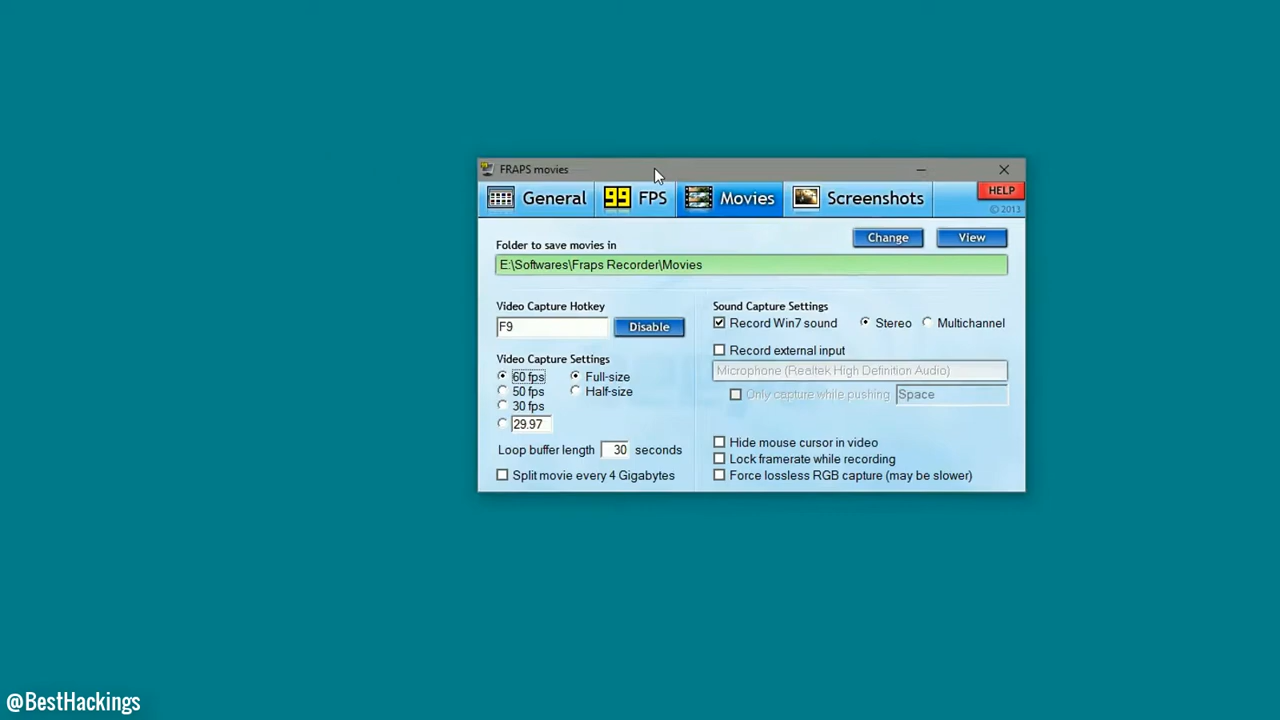 FRAPS movies
General
99 FPS
Movies
Screenshots
HELP
© 2013
Folder to save movies in
Change
View
E:\Softwares\Fraps Recorder\Movies
Video Capture Hotkey
F9
Disable
Video Capture Settings
60 fps
Full-size
50 fps
Half-size
30 fps
29.97
Loop buffer length 30 seconds
Split movie every 4 Gigabytes
Sound Capture Settings
Record Win7 sound
Stereo
Multichannel
Record external input
Microphone (Realtek High Definition Audio)
Only capture while pushing Space
Hide mouse cursor in video
Lock framerate while recording
Force lossless RGB capture (may be slower)
@BestHackings